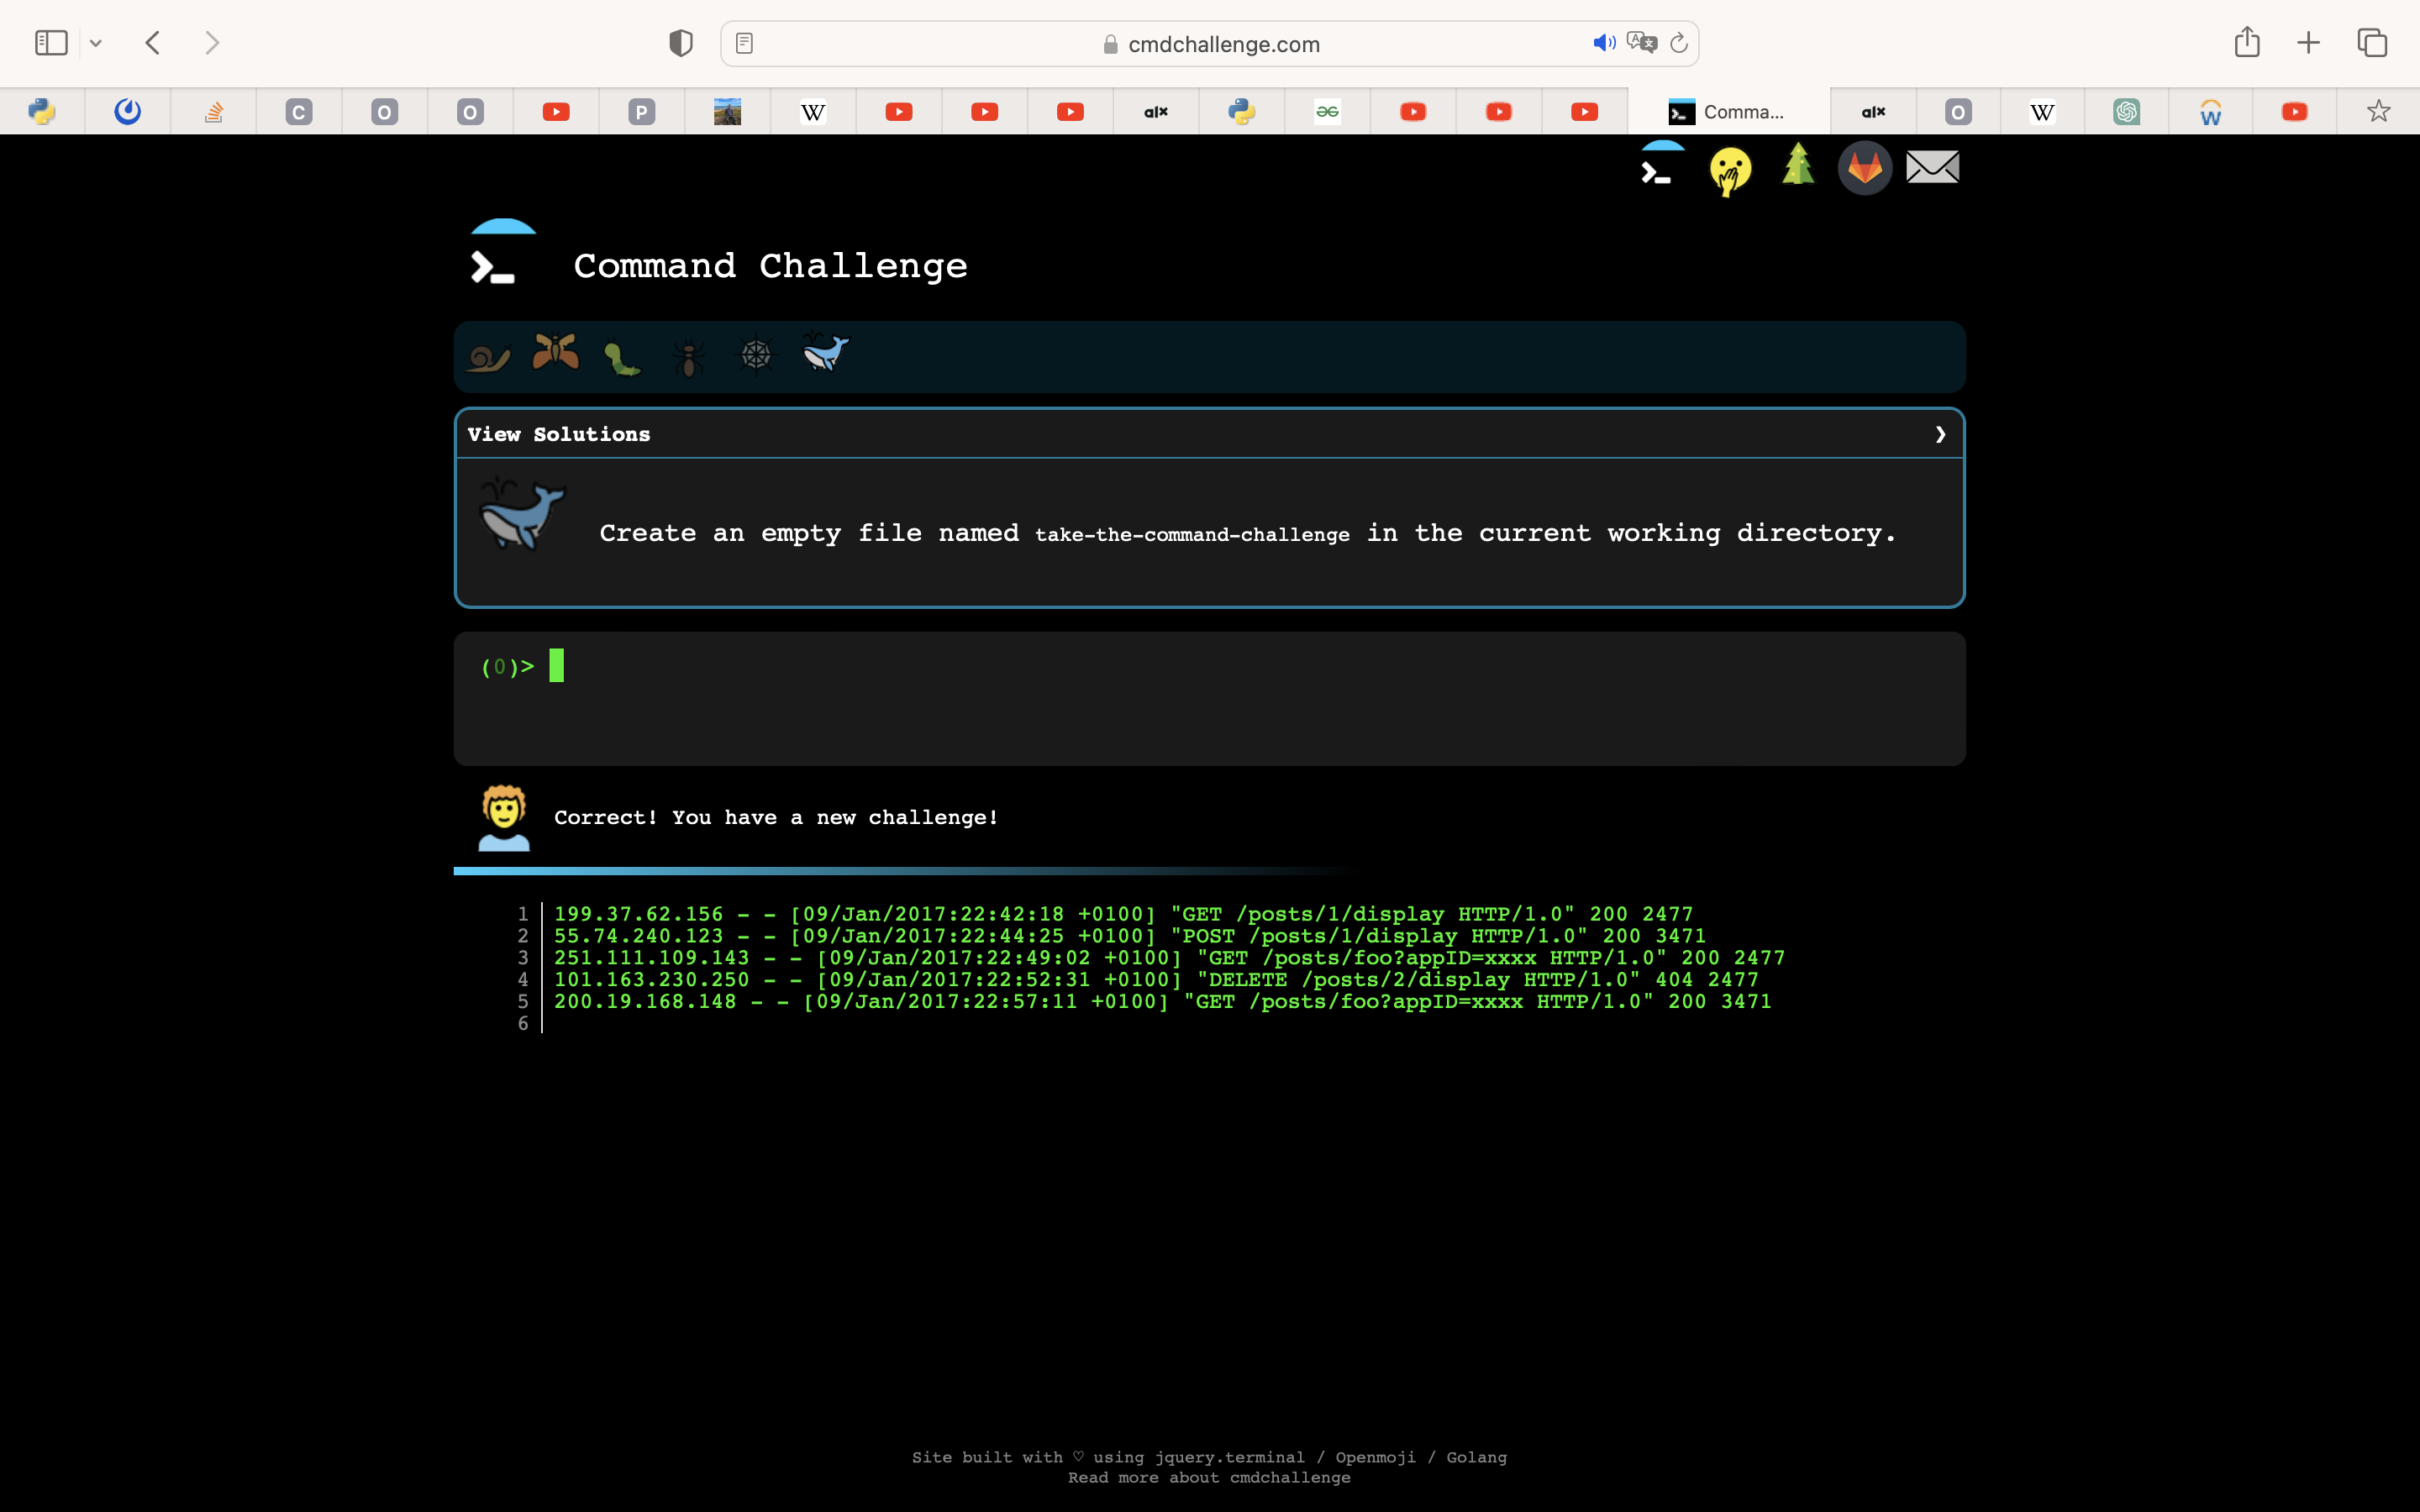 cmdchallenge.com
C
O
O
P
W
alx
Comma...
alx
O
W
W
Command Challenge
View Solutions
Create an empty file named take-the-command-challenge in the current working directory.
(0)>
Correct! You have a new challenge!
1 199.37.62.156 - - [09/Jan/2017:22:42:18 +0100] "GET /posts/1/display HTTP/1.0" 200 2477
2 55.74.240.123 - - [09/Jan/2017:22:44:25 +0100] "POST /posts/1/display HTTP/1.0" 200 3471
3 251.111.109.143 - - [09/Jan/2017:22:49:02 +0100] "GET /posts/foo?appID=xxxx HTTP/1.0" 200 2477
4 101.163.230.250 - - [09/Jan/2017:22:52:31 +0100] "DELETE /posts/2/display HTTP/1.0" 404 2477
5 200.19.168.148 - - [09/Jan/2017:22:57:11 +0100] "GET /posts/foo?appID=xxxx HTTP/1.0" 200 3471
6
Site built with ♡ using jquery.terminal / Openmoji / Golang
Read more about cmdchallenge